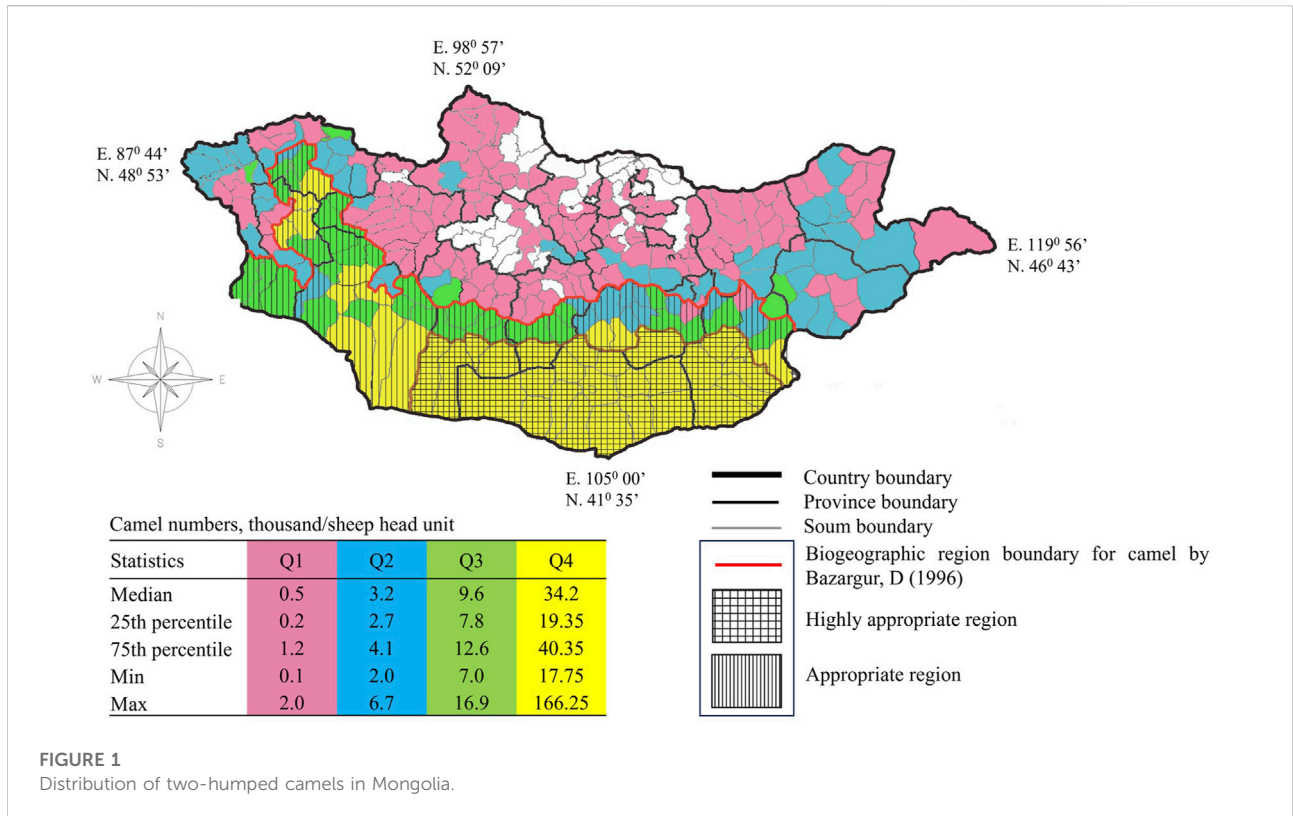 E. 98⁰ 57’
N. 52⁰ 09’
E. 87⁰ 44’
N. 48⁰ 53’
E. 119⁰ 56’
N. 46⁰ 43’
N
W E
S
E. 105⁰ 00’
N. 41⁰ 35’
Country boundary
Province boundary
Soum boundary
Biogeographic region boundary for camel by
Bazargur, D (1996)
Highly appropriate region
Appropriate region
Camel numbers, thousand/sheep head unit
Statistics Q1 Q2 Q3 Q4
Median 0.5 3.2 9.6 34.2
25th percentile 0.2 2.7 7.8 19.35
75th percentile 1.2 4.1 12.6 40.35
Min 0.1 2.0 7.0 17.75
Max 2.0 6.7 16.9 166.25
FIGURE 1
Distribution of two-humped camels in Mongolia.